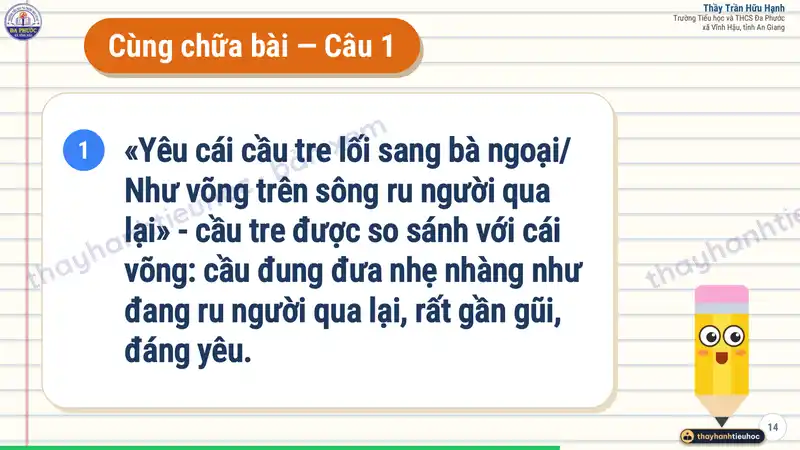 Thầy Trần Hữu Hạnh
Trường Tiểu học và THCS Đa Phước
xã Vĩnh Hậu, tỉnh An Giang
ĐA PHƯỚC
Cùng chữa bài – Câu 1
1
«Yêu cái cầu tre lối sang bà ngoại/
Như võng trên sông ru người qua
lại» - cầu tre được so sánh với cái
võng: cầu đung đưa nhẹ nhàng như
đang ru người qua lại, rất gần gũi,
đáng yêu.
14
thayhanhtieuhoc